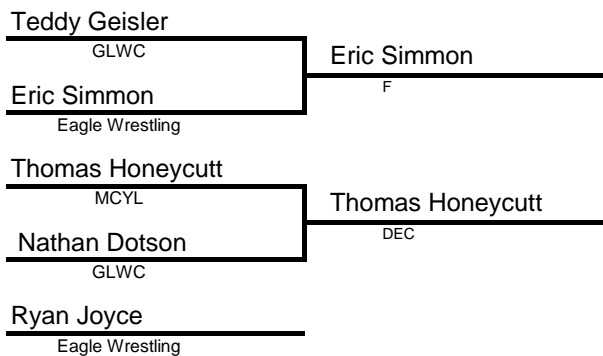 Teddy Geisler
GLWC
Eric Simmon
F
Eric Simmon
Eagle Wrestling
Thomas Honeycutt
MCYL
Thomas Honeycutt
DEC
Nathan Dotson
GLWC
Ryan Joyce
Eagle Wrestling